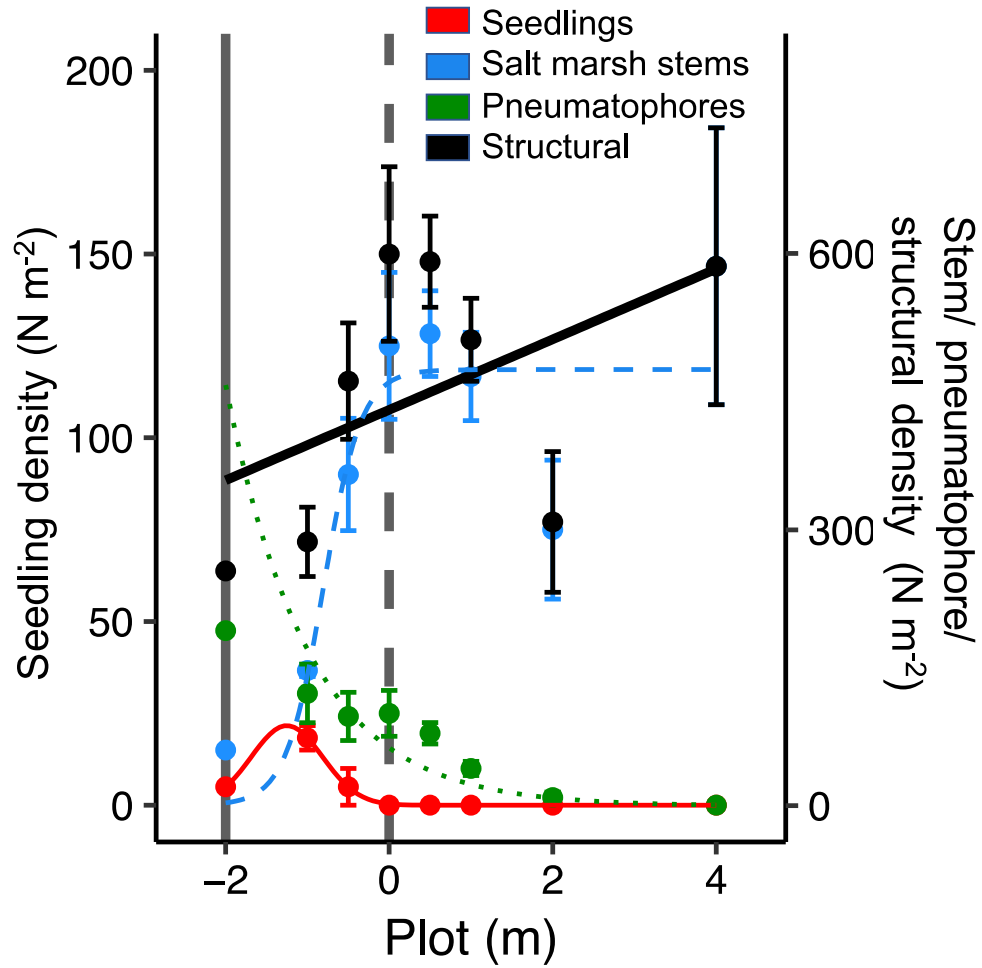 Seedlings
Salt marsh stems
Pneumatophores
Structural
200
150
100
50
0
Seedling density (N m-2)
600
300
0
Stem/ pneumatophore/
structural density (N m-2)
−2
0
2
4
Plot (m)